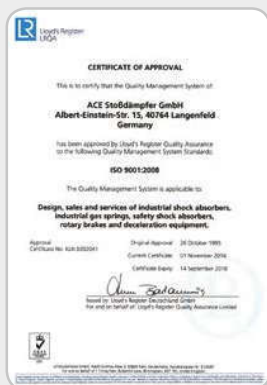 Lloyd's Register
LRQA
CERTIFICATE OF APPROVAL
This is to certify that the Quality Management System of:
ACE Stoßdämpfer GmbH
Albert-Einstein-Str. 15, 40764 Langenfeld
Germany
has been approved by Lloyd's Register Quality Assurance
to the following Quality Management System Standards:
ISO 9001:2008
The Quality Management System is applicable to:
Design, sales and services of industrial shock absorbers,
industrial gas springs, safety shock absorbers,
rotary brakes and deceleration equipment.
Approval
Certificate No:
Original Approval: 26 October 1995
Current Certificate: 01 November 2014
Certificate Expiry: 14 September 2018
Issued by: Lloyd's Register Deutschland GmbH
For and on behalf of: Lloyd's Register Quality Assurance Limited